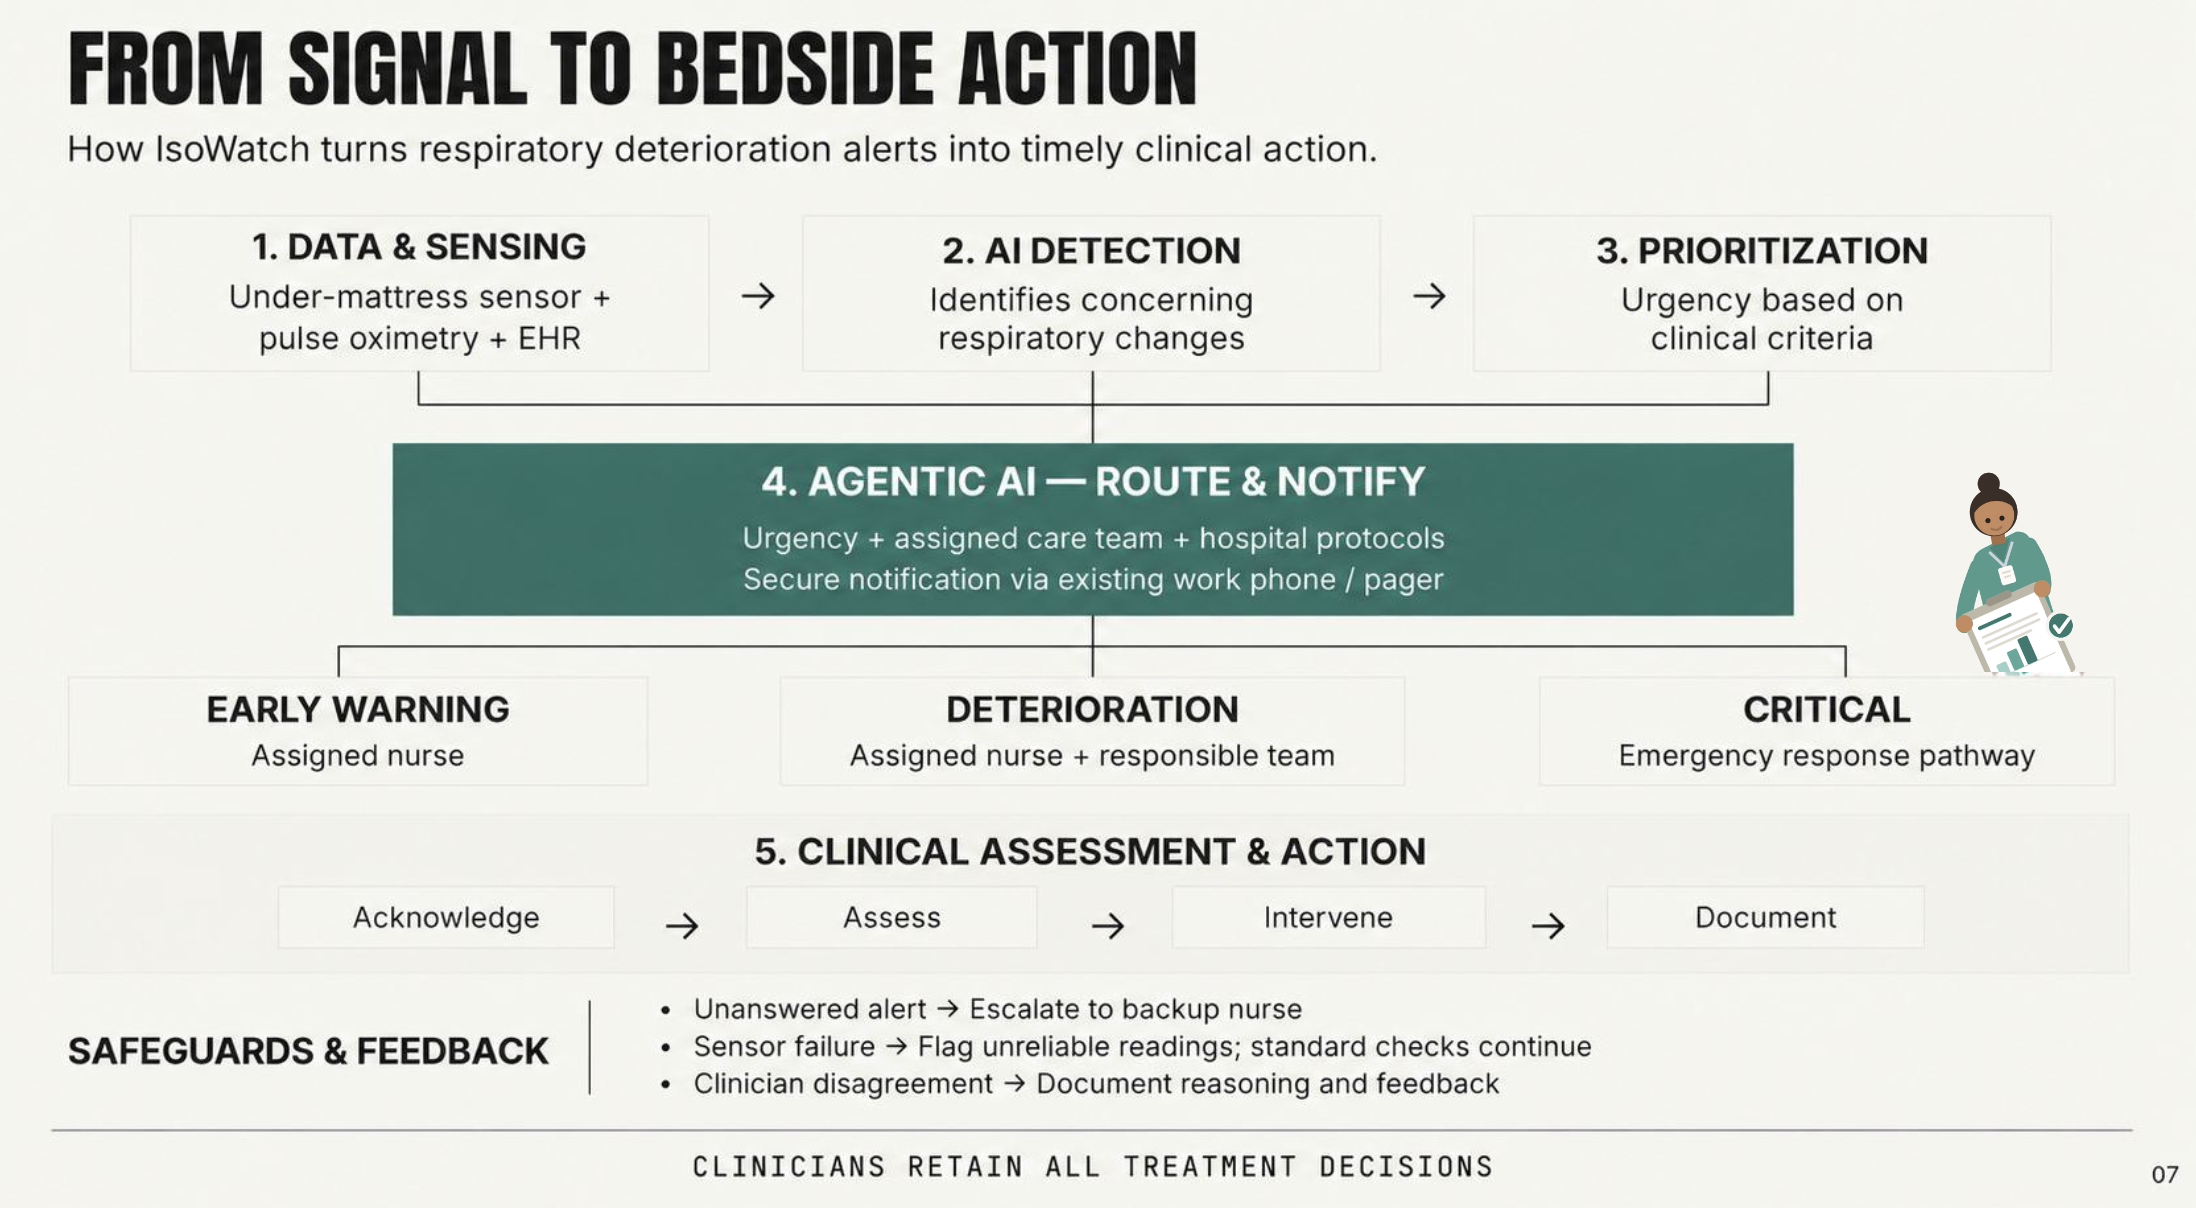 FROM SIGNAL TO BEDSIDE ACTION
How IsoWatch turns respiratory deterioration alerts into timely clinical action.
1. DATA & SENSING
Under-mattress sensor +
pulse oximetry + EHR
→
2. AI DETECTION
Identifies concerning
respiratory changes
→
3. PRIORITIZATION
Urgency based on
clinical criteria
4. AGENTIC AI — ROUTE & NOTIFY
Urgency + assigned care team + hospital protocols
Secure notification via existing work phone / pager
EARLY WARNING
Assigned nurse
DETERIORATION
Assigned nurse + responsible team
CRITICAL
Emergency response pathway
5. CLINICAL ASSESSMENT & ACTION
Acknowledge → Assess → Intervene → Document
SAFEGUARDS & FEEDBACK
• Unanswered alert → Escalate to backup nurse
• Sensor failure → Flag unreliable readings; standard checks continue
• Clinician disagreement → Document reasoning and feedback
CLINICIANS RETAIN ALL TREATMENT DECISIONS
07